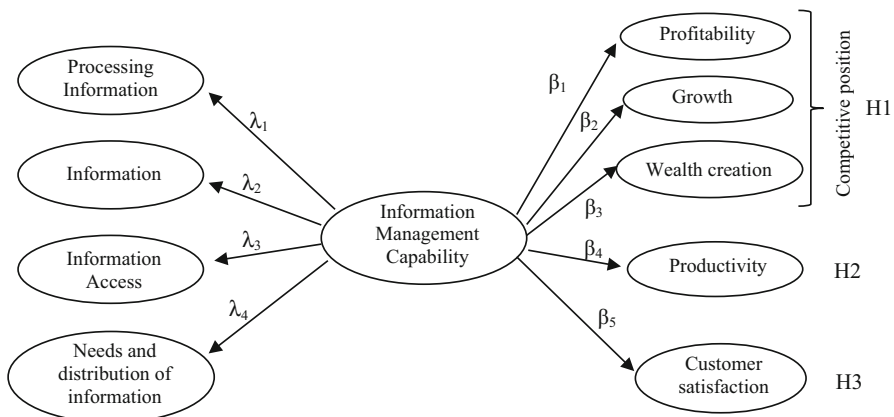 Processing
Information
Information
Information
Access
Needs and
distribution of
information
λ1
λ2
λ3
λ4
Information
Management
Capability
β1
β2
β3
β4
β5
Profitability
Growth
Wealth creation
Productivity
Customer
satisfaction
Competitive position
H1
H2
H3